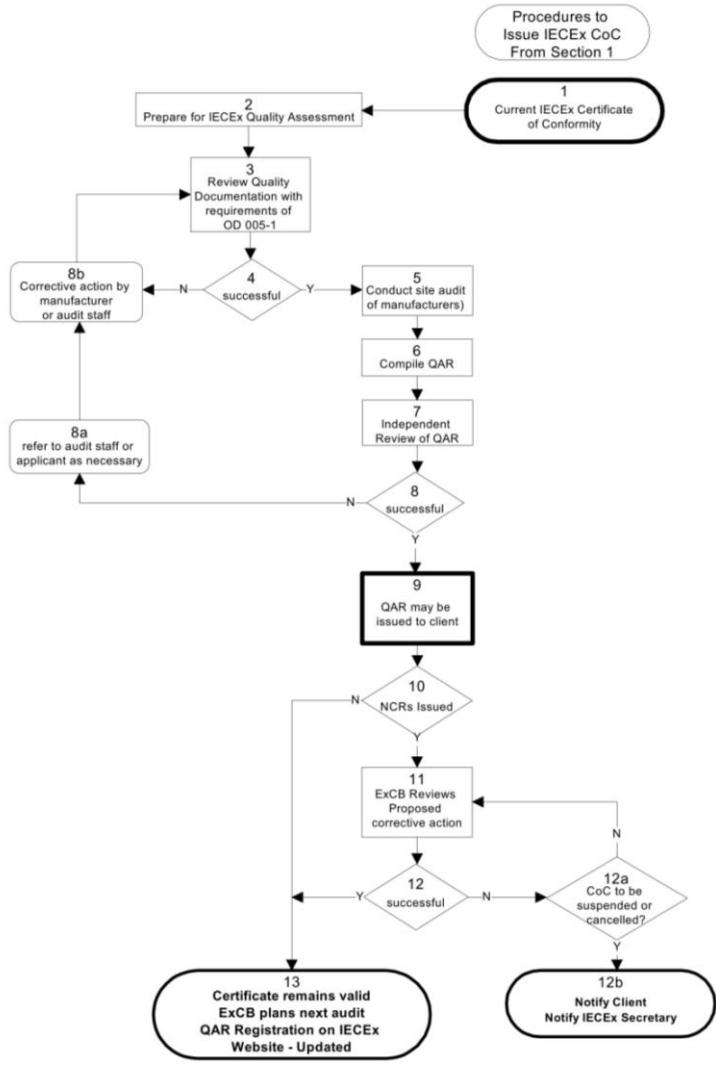 Procedures to
Issue IECEx CoC
From Section 1
1
Current IECEx Certificate
of Conformity
2
Prepare for IECEx Quality Assessment
3
Review Quality
Documentation with
requirements of
OD 005-1
4
successful
N
Y
8b
Corrective action by
manufacturer
or audit staff
5
Conduct site audit
of manufacturers)
6
Compile QAR
7
Independent
Review of QAR
8a
refer to audit staff or
applicant as necessary
8
successful
N
Y
9
QAR may be
issued to client
10
NCRs Issued
N
Y
11
ExCB Reviews
Proposed
corrective action
N
12
successful
Y
N
12a
CoC to be
suspended or
cancelled?
Y
13
Certificate remains valid
ExCB plans next audit
QAR Registration on IECEx
Website - Updated
12b
Notify Client
Notify IECEx Secretary